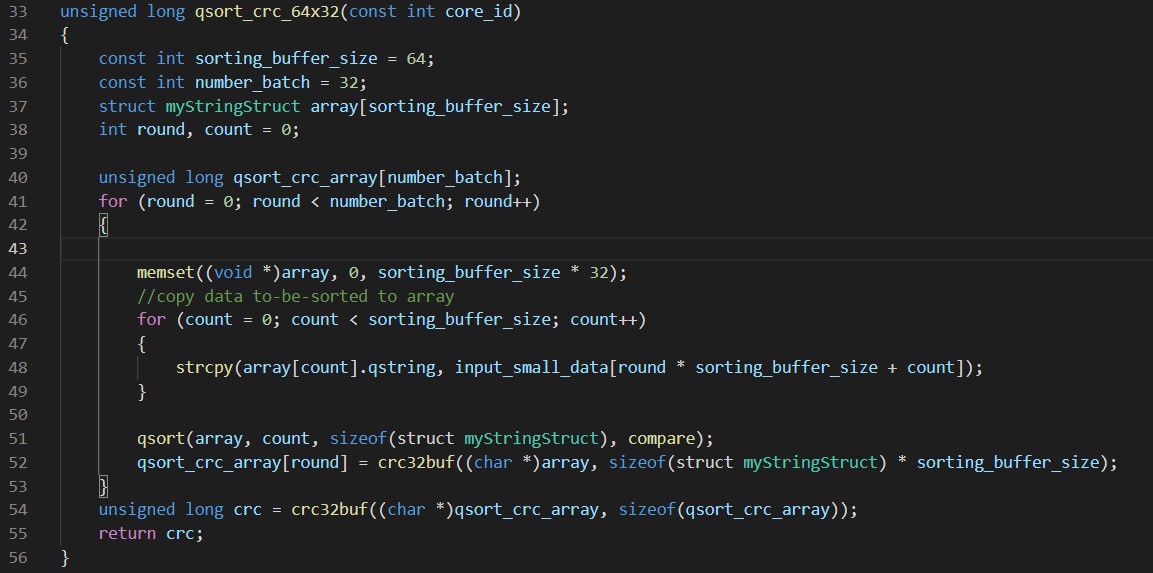 33 unsigned long qsort_crc_64x32(const int core_id)
34 {
35     const int sorting_buffer_size = 64;
36     const int number_batch = 32;
37     struct myStringStruct array[sorting_buffer_size];
38     int round, count = 0;
39
40     unsigned long qsort_crc_array[number_batch];
41     for (round = 0; round < number_batch; round++)
42     {
43
44         memset((void *)array, 0, sorting_buffer_size * 32);
45         //copy data to-be-sorted to array
46         for (count = 0; count < sorting_buffer_size; count++)
47         {
48             strcpy(array[count].qstring, input_small_data[round * sorting_buffer_size + count]);
49         }
50
51         qsort(array, count, sizeof(struct myStringStruct), compare);
52         qsort_crc_array[round] = crc32buf((char *)array, sizeof(struct myStringStruct) * sorting_buffer_size);
53     }
54     unsigned long crc = crc32buf((char *)qsort_crc_array, sizeof(qsort_crc_array));
55     return crc;
56 }